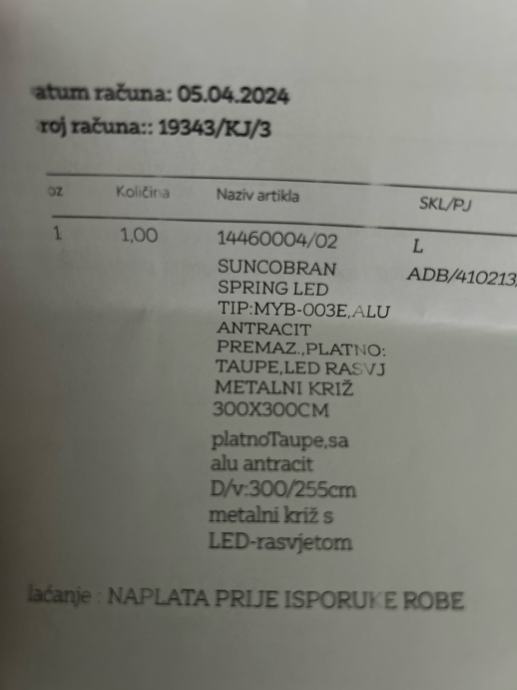 atum računa: 05.04.2024
roj računa:: 19343/KJ/3
oz Količina Naziv artikla SKL/PJ
1 1,00 14460004/02 L
SUNCOBRAN ADB/410213
SPRING LED
TIP:MYB-003E,ALU
ANTRACIT
PREMAZ.,PLATNO:
TAUPE,LED RASVJ
METALNI KRIŽ
300X300CM
platnoTaupe,sa
alu antracit
D/v:300/255cm
metalni križ s
LED-rasvjetom
laćanje : NAPLATA PRIJE ISPORUKE ROBE